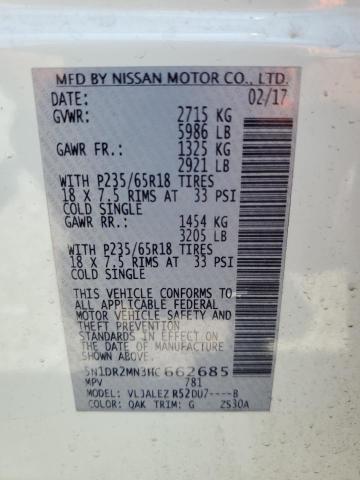 MFD BY NISSAN MOTOR CO., LTD.
DATE: 02/17
GVWR: 2715 KG
5986 LB
GAWR FR.: 1325 KG
2921 LB
WITH P235/65R18 TIRES
18 X 7.5 RIMS AT 33 PSI
COLD SINGLE
GAWR RR.: 1454 KG
3205 LB
WITH P235/65R18 TIRES
18 X 7.5 RIMS AT 33 PSI
COLD SINGLE
THIS VEHICLE CONFORMS TO
ALL APPLICABLE FEDERAL
MOTOR VEHICLE SAFETY AND
THEFT PREVENTION
STANDARDS IN EFFECT ON
THE DATE OF MANUFACTURE
SHOWN ABOVE.
5N1DR2MN3HC662685
MPV 781
MODEL: VLJALEZ R52DU7----B
COLOR: QAK TRIM: G ZS30A